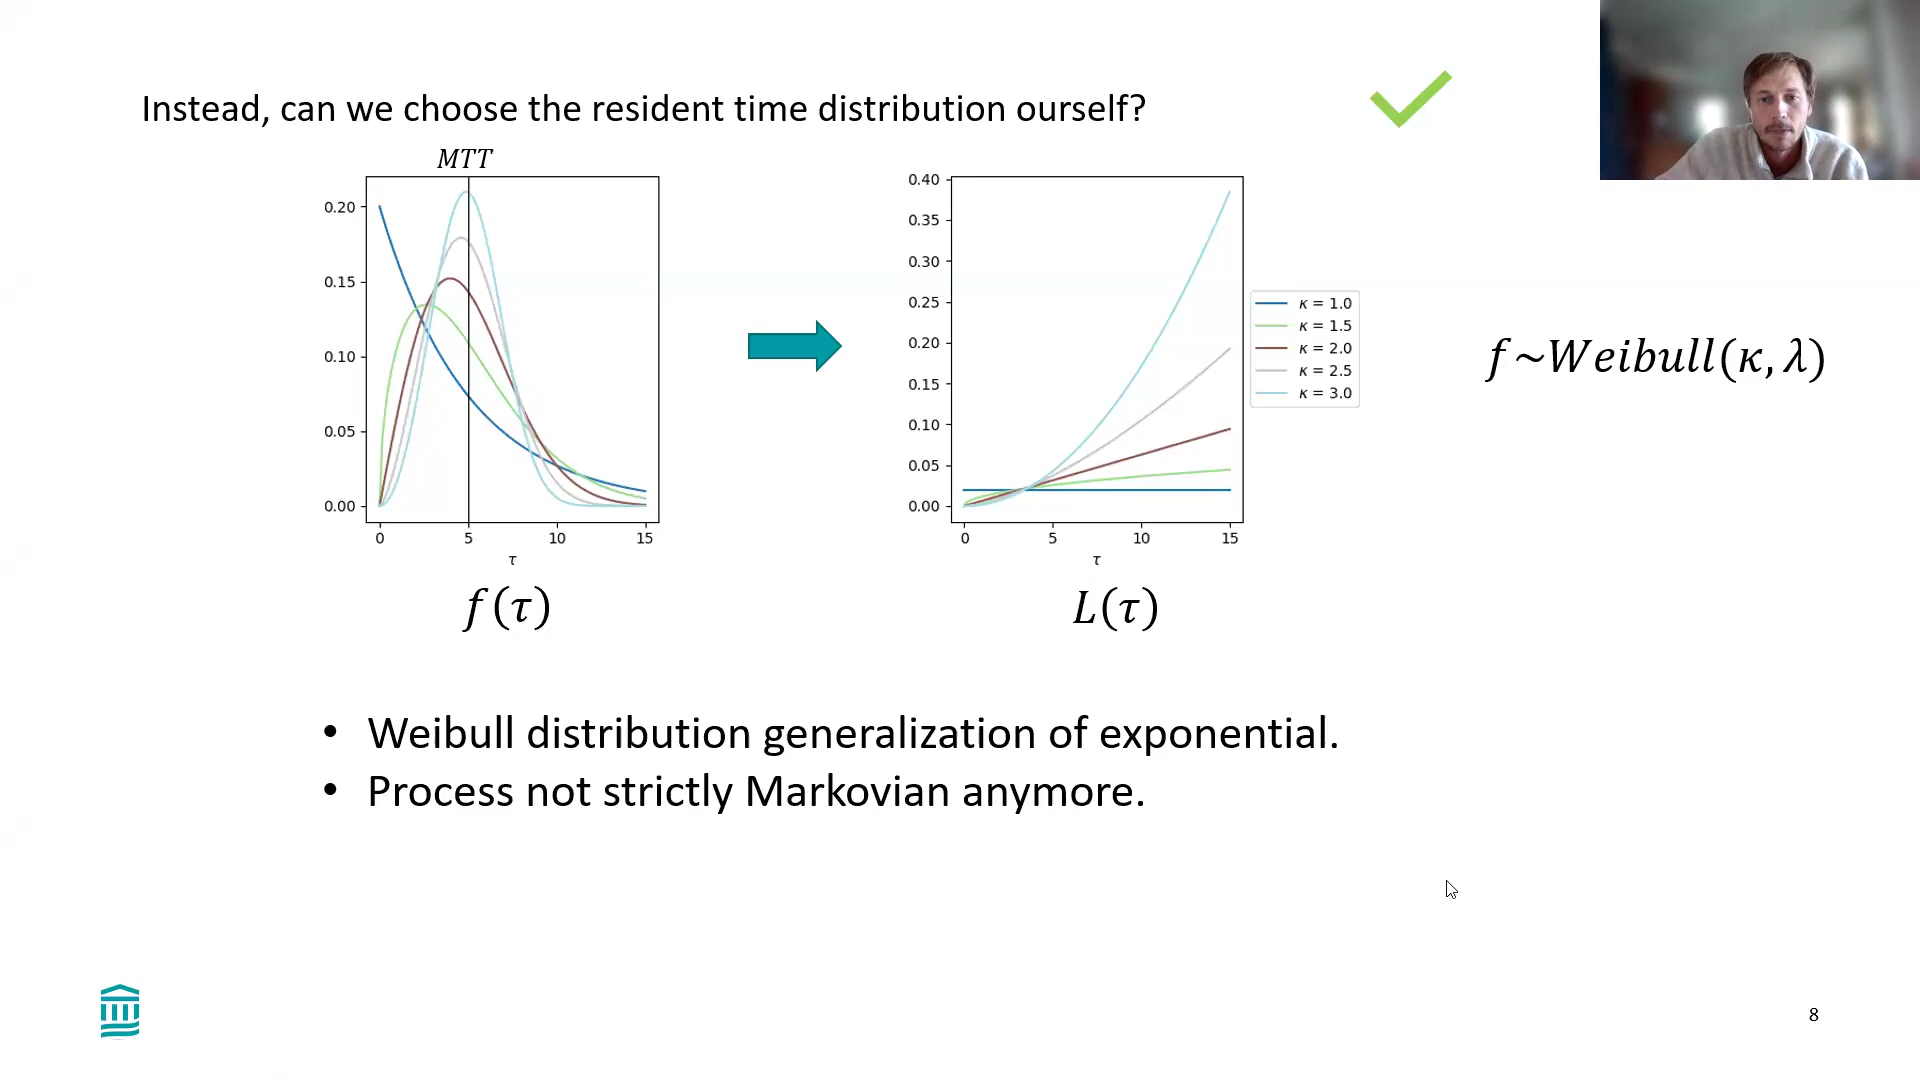 Instead, can we choose the resident time distribution ourself?
MTT
0.20
0.15
0.10
0.05
0.00
0 5 10 15
τ
f(τ)
0.40
0.35
0.30
0.25
0.20
0.15
0.10
0.05
0.00
0 5 10 15
τ
L(τ)
κ = 1.0
κ = 1.5
κ = 2.0
κ = 2.5
κ = 3.0
f~Weibull(κ, λ)
• Weibull distribution generalization of exponential.
• Process not strictly Markovian anymore.
8